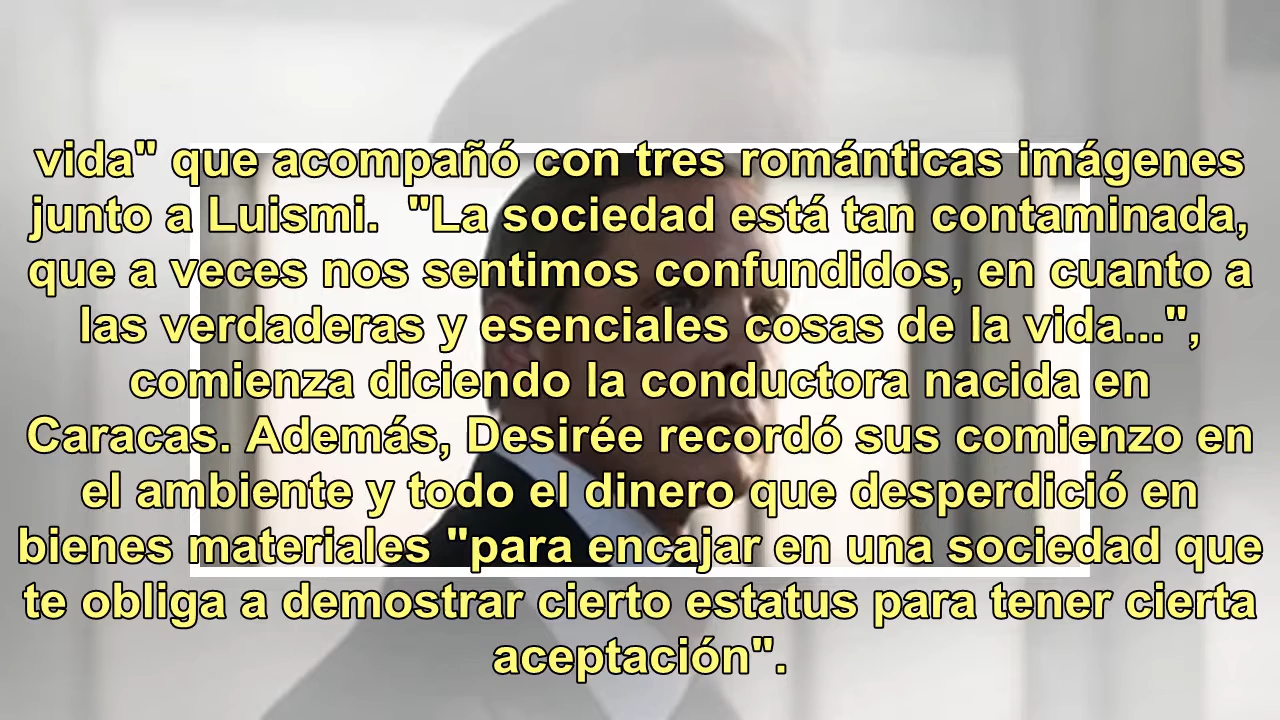 vida" que acompañó con tres románticas imágenes
junto a Luismi.  "La sociedad está tan contaminada,
que a veces nos sentimos confundidos, en cuanto a
las verdaderas y esenciales cosas de la vida...",
comienza diciendo la conductora nacida en
Caracas. Además, Desirée recordó sus comienzo en
el ambiente y todo el dinero que desperdició en
bienes materiales "para encajar en una sociedad que
te obliga a demostrar cierto estatus para tener cierta
aceptación".